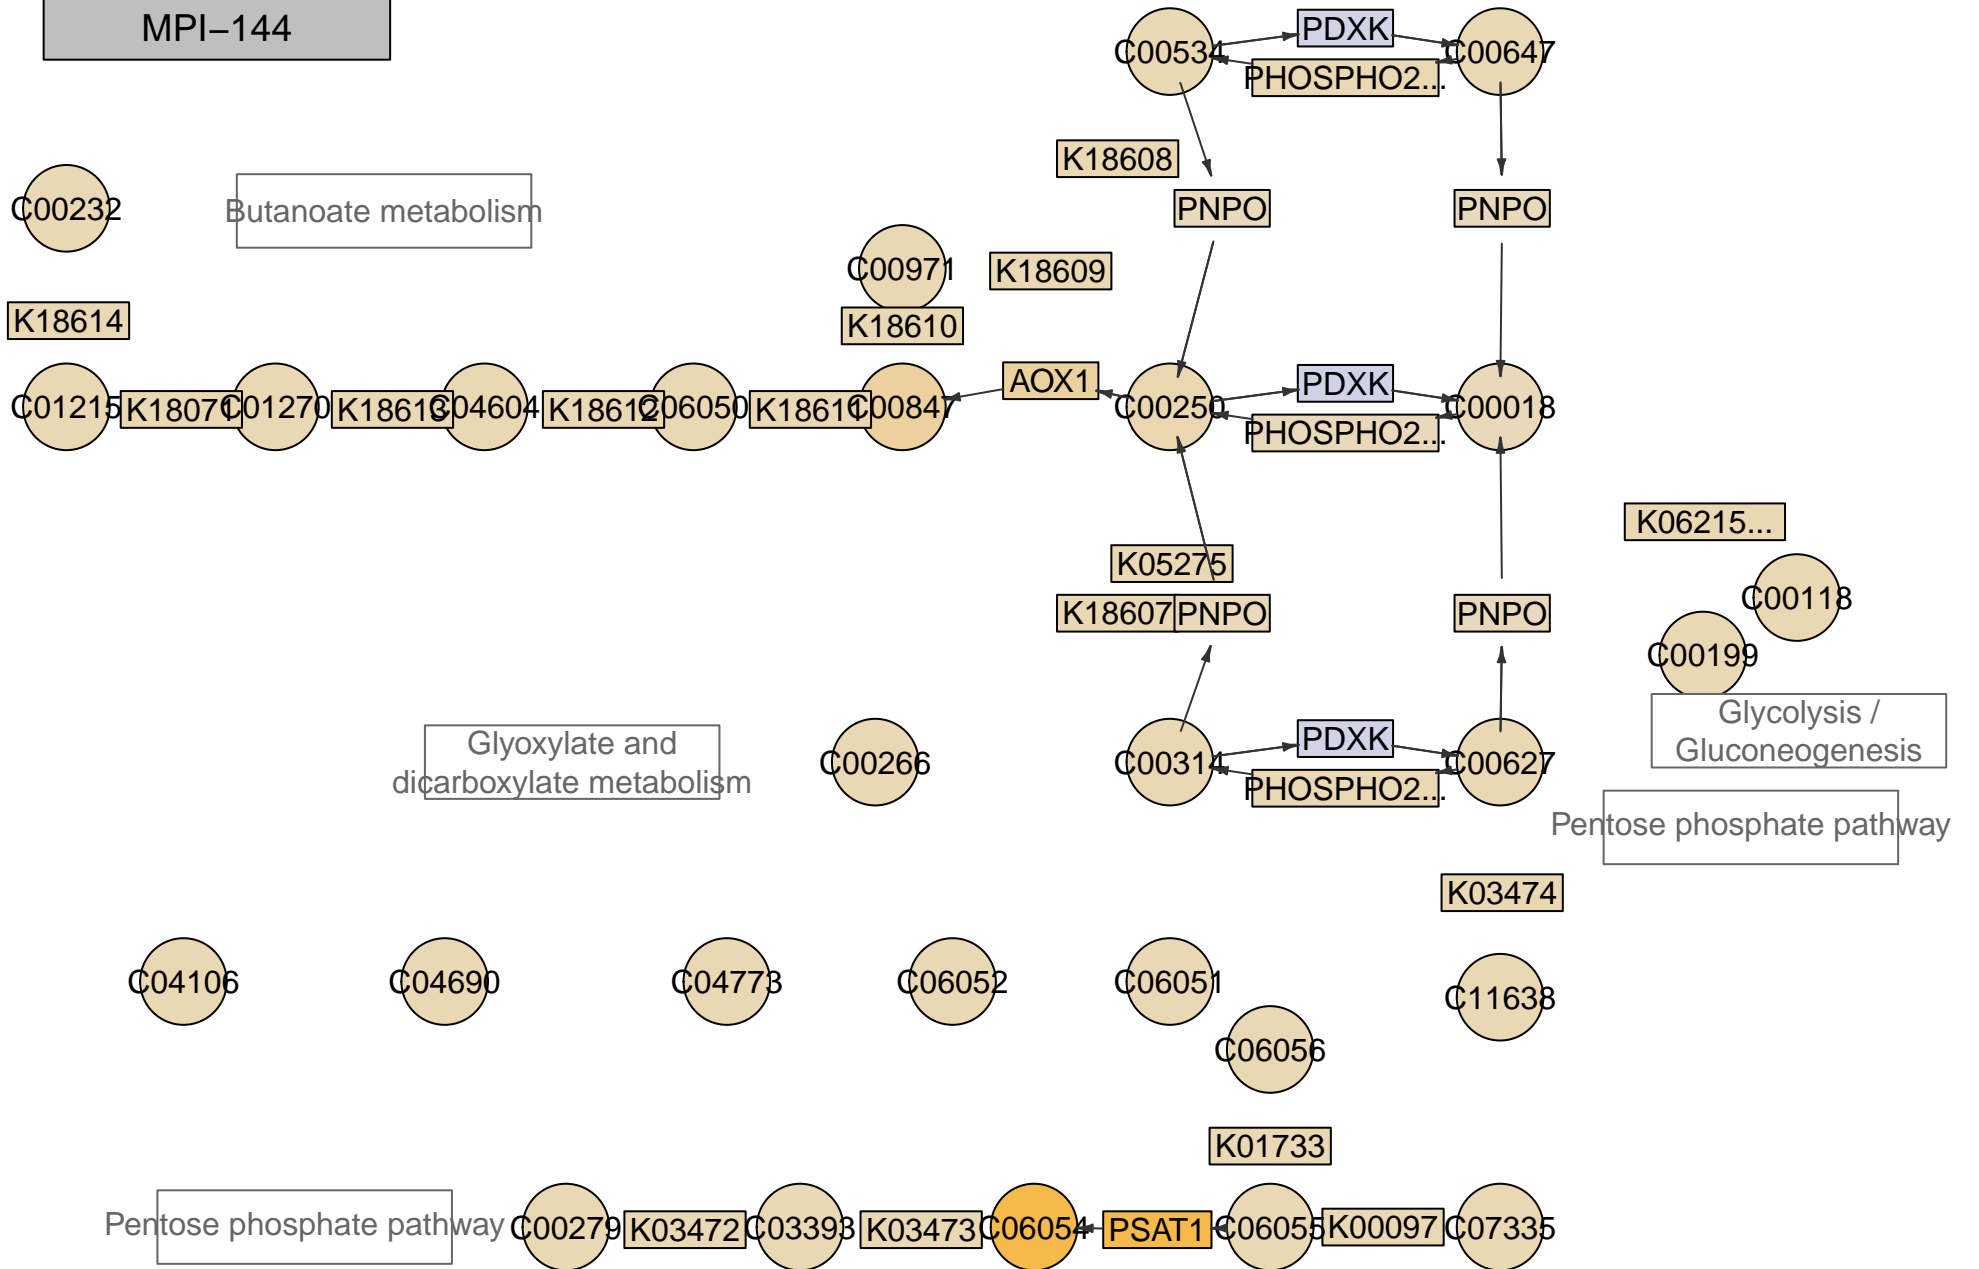 MPI–144
C00534
PDXK
C00647
PHOSPHO2...
K18608
C00232
Butanoate metabolism
PNPO
PNPO
C00971
K18609
K18614
K18610
C01215
K18071
C01270
K18613
C04604
K18612
C06050
K18611
C00847
AOX1
C00250
PDXK
C00018
PHOSPHO2...
K06215...
K05275
C00118
K18607
PNPO
PNPO
C00199
Glycolysis /
Gluconeogenesis
Glyoxylate and
dicarboxylate metabolism
C00266
C00314
PDXK
C00627
PHOSPHO2...
Pentose phosphate pathway
K03474
C04106
C04690
C04773
C06052
C06051
C11638
C06056
K01733
Pentose phosphate pathway
C00279
K03472
C03393
K03473
C06054
PSAT1
C06055
K00097
C07335